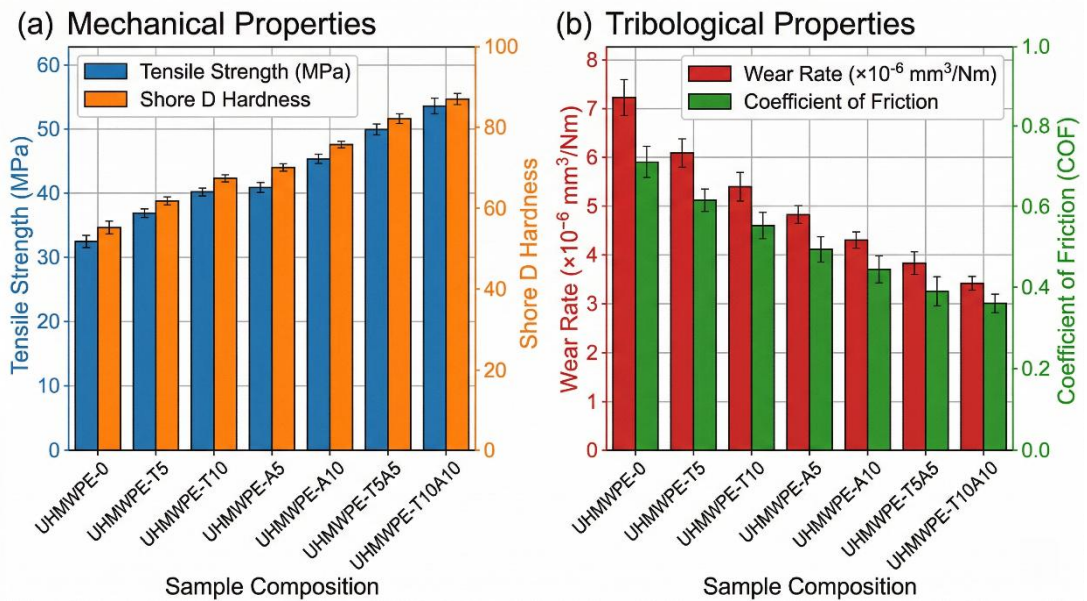 (a) Mechanical Properties
Tensile Strength (MPa)
Shore D Hardness
60
50
40
30
20
10
0
Tensile Strength (MPa)
100
80
60
40
20
0
Shore D Hardness
UHMWPE-0
UHMWPE-T5
UHMWPE-T10
UHMWPE-A5
UHMWPE-A10
UHMWPE-T5A5
UHMWPE-T10A10
Sample Composition
(b) Tribological Properties
Wear Rate (×10⁻⁶ mm³/Nm)
Coefficient of Friction
8
7
6
5
4
3
2
1
0
Wear Rate (×10⁻⁶ mm³/Nm)
1.0
0.8
0.6
0.4
0.2
0.0
Coefficient of Friction (COF)
UHMWPE-0
UHMWPE-T5
UHMWPE-T10
UHMWPE-A5
UHMWPE-A10
UHMWPE-T5A5
UHMWPE-T10A10
Sample Composition